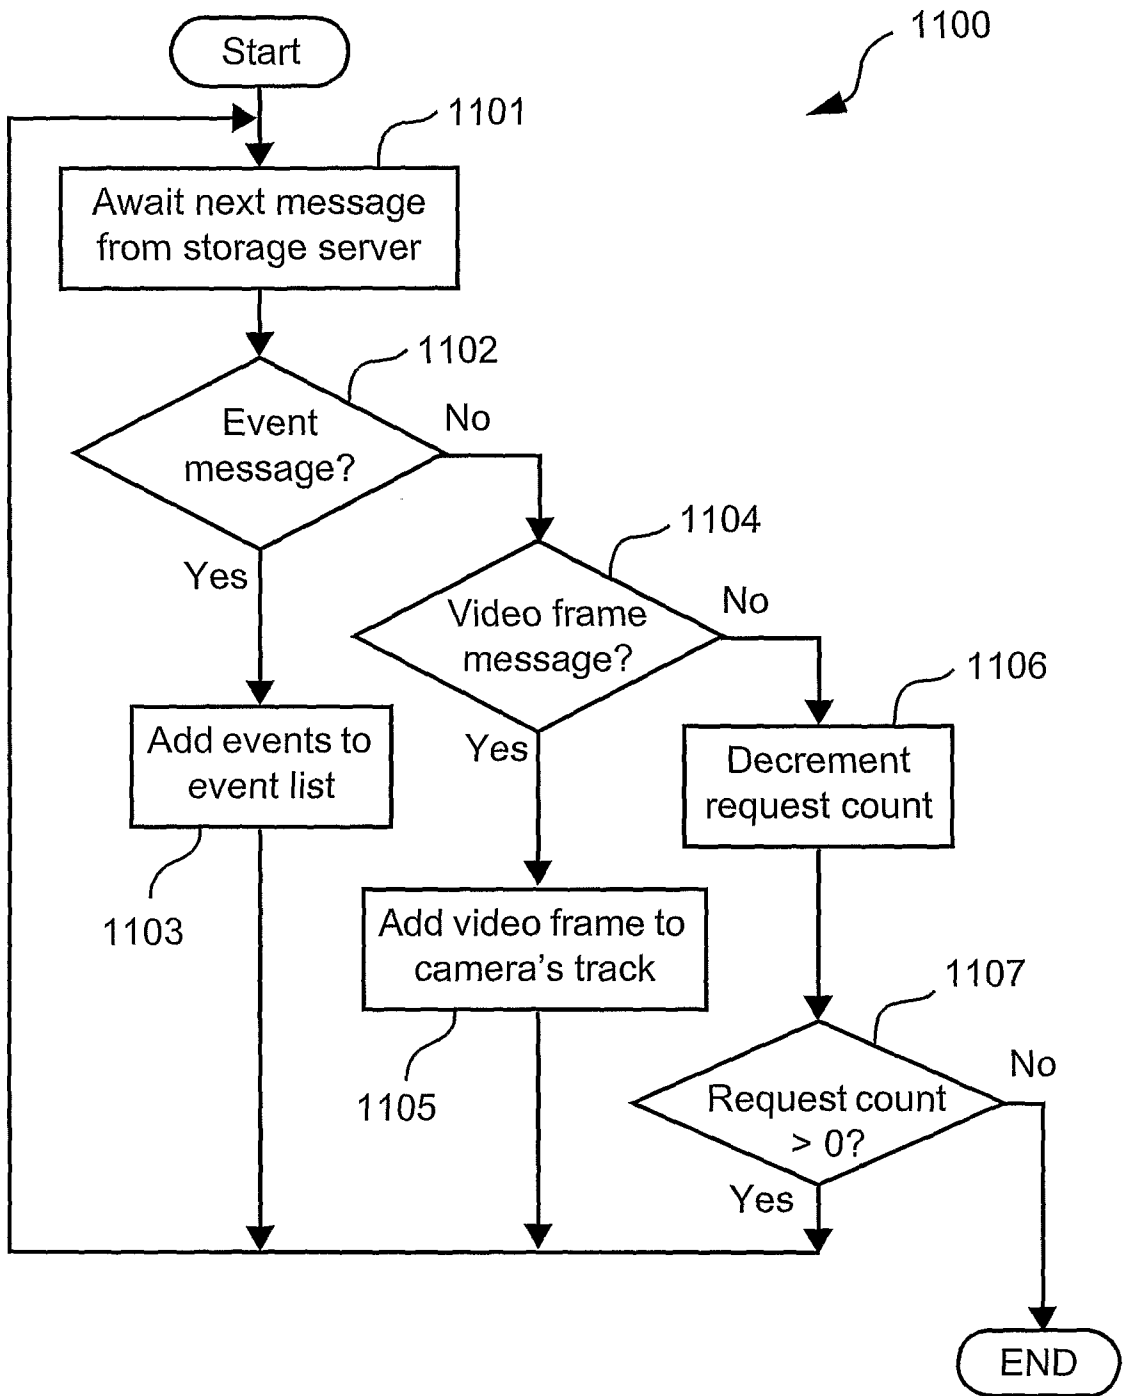 1100
Start
1101
Await next message
from storage server
1102
Event
message?
No
Yes
1104
Video frame
message?
No
Yes
1106
Decrement
request count
Add events to
event list
1103
Add video frame to
camera's track
1105
1107
Request count
> 0?
No
Yes
END